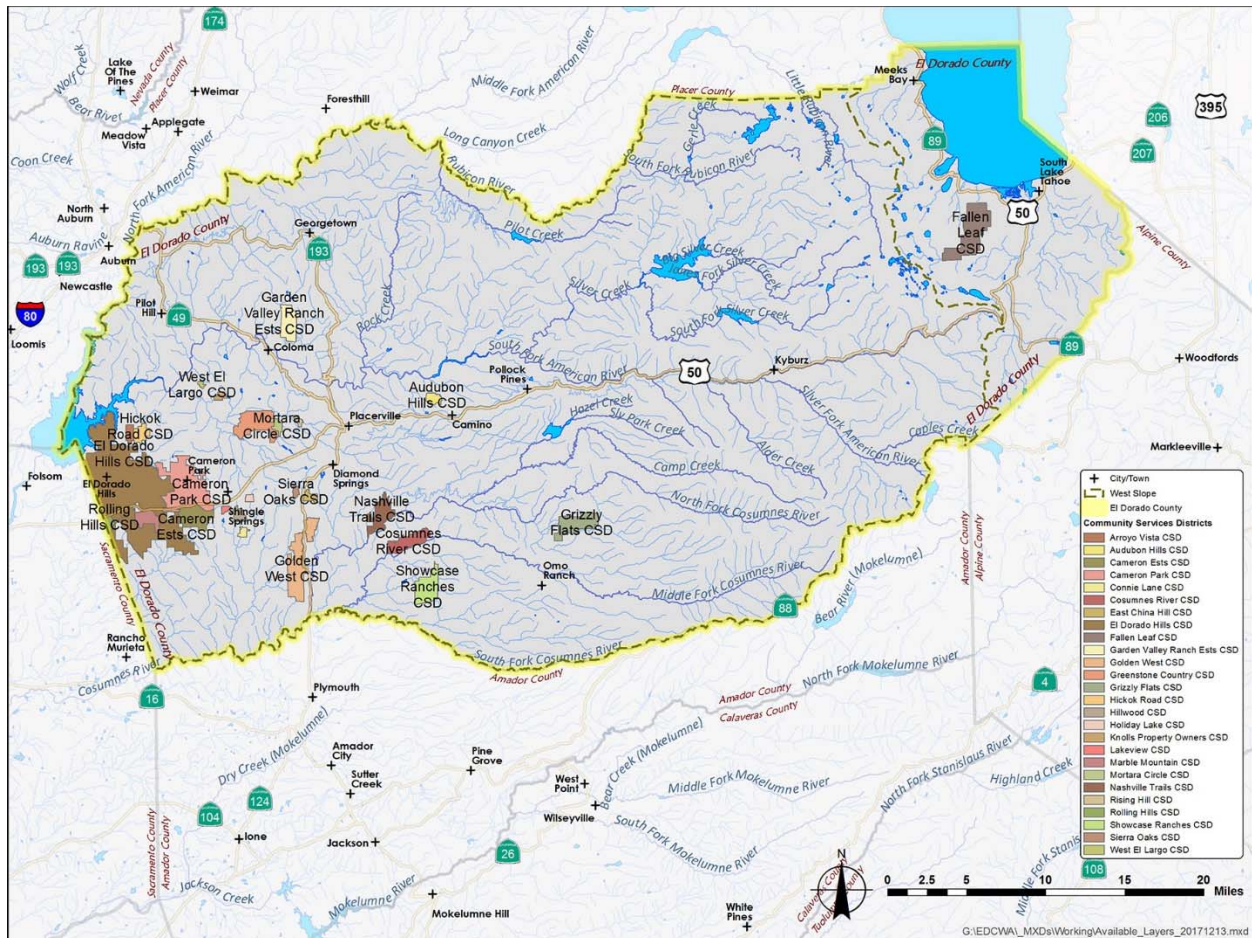 174
Lake
Of The
Pines
Wolf Creek
Bear River
Nevada County
Placer County
Weimar
Applegate
Meadow
Vista
Coon Creek
North Fork American River
Foresthill
Middle Fork American River
Long Canyon Creek
Rubicon River
Placer County
Gerle Creek
Little Rubicon River
South Fork Rubicon River
Meeks
Bay
El Dorado County
89
395
206
207
South
Lake
Tahoe
50
Fallen
Leaf
CSD
Alpine County
North
Auburn
Auburn Ravine
Auburn
193
193
Newcastle
North Fork American River
El Dorado County
Georgetown
193
Pilot Creek
80
Loomis
Pilot
Hill
49
Garden
Valley Ranch
Ests CSD
Coloma
Rock Creek
Silver Creek
South Fork Silver Creek
South Fork American River
50
Kyburz
89
Woodfords
El Dorado County
West El
Largo CSD
Audubon
Hills CSD
Pollock
Pines
Camino
Placerville
Hickok
Road CSD
Mortara
Circle CSD
El Dorado
Hills CSD
Hazel Creek
Sly Park Creek
Silver Fork American River
Caples Creek
Alder Creek
Camp Creek
Markleeville
Folsom
El Dorado
Hills
Cameron
Park
Cameron
Park CSD
Diamond
Springs
Sierra
Oaks CSD
Shingle
Springs
Rolling
Hills CSD
Cameron
Ests CSD
Nashville
Trails CSD
Cosumnes
River CSD
Grizzly
Flats CSD
North Fork Cosumnes River
Golden
West CSD
Showcase
Ranches
CSD
Omo
Ranch
Middle Fork Cosumnes River
Sacramento County
El Dorado County
Rancho
Murieta
Cosumnes River
South Fork Cosumnes River
Amador County
88
Bear River (Mokelumne)
Amador County
Alpine County
16
Plymouth
Amador County
Calaveras County
North Fork Mokelumne River
4
Dry Creek (Mokelumne)
Amador
City
Sutter
Creek
Pine
Grove
West
Point
Wilseyville
Bear Creek (Mokelumne)
Middle Fork Mokelumne River
South Fork Mokelumne River
North Fork Stanislaus River
Highland Creek
Middle Fork Stanis
108
104
124
Ione
Jackson
26
Sacramento County
Amador County
Jackson Creek
Mokelumne River
Mokelumne Hill
White
Pines
Calaveras County
Tuolumne County
City/Town
West Slope
El Dorado County
Community Services Districts
Arroyo Vista CSD
Audubon Hills CSD
Cameron Ests CSD
Cameron Park CSD
Connie Lane CSD
Cosumnes River CSD
East China Hill CSD
El Dorado Hills CSD
Fallen Leaf CSD
Garden Valley Ranch Ests CSD
Golden West CSD
Greenstone Country CSD
Grizzly Flats CSD
Hickok Road CSD
Hillwood CSD
Holiday Lake CSD
Knolls Property Owners CSD
Lakeview CSD
Marble Mountain CSD
Mortara Circle CSD
Nashville Trails CSD
Rising Hill CSD
Rolling Hills CSD
Showcase Ranches CSD
Sierra Oaks CSD
West El Largo CSD
N
0 1.25 2.5 5 10 15 20
Miles
G:\EDCWA\_MXDs\Working\Available_Layers_20171213.mxd